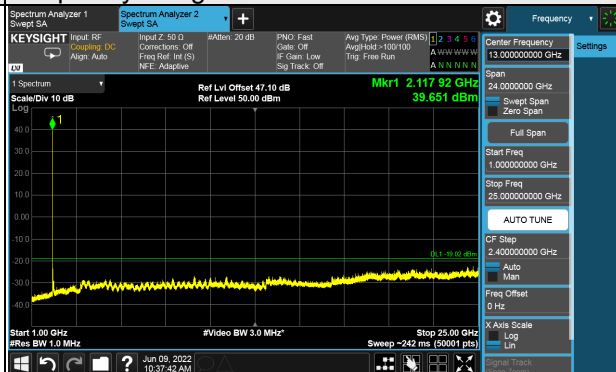 Spectrum Analyzer 1
Swept SA
Spectrum Analyzer 2
Swept SA
Frequency
KEYSIGHT
Input: RF
Coupling: DC
Align: Auto
Input Z: 50 Ω
Corrections: Off
Freq Ref: Int (S)
NFE: Adaptive
#Atten: 20 dB
PNO: Fast
Gate: Off
IF Gain: Low
Sig Track: Off
Avg Type: Power (RMS)
Avg|Hold:>100/100
Trig: Free Run
1 2 3 4 5 6
A W W W W W
A N N N N N
LXI
1 Spectrum
Scale/Div 10 dB
Log
Ref Lvl Offset 47.10 dB
Ref Level 50.00 dBm
Mkr1 2.117 92 GHz
39.651 dBm
1
40.0
30.0
20.0
10.0
0.00
-10.0
-20.0
-30.0
-40.0
DL1 -19.02 dBm
Start 1.00 GHz
#Res BW 1.0 MHz
#Video BW 3.0 MHz*
Stop 25.00 GHz
Sweep ~242 ms (50001 pts)
Jun 09, 2022
10:37:42 AM
Center Frequency
13.000000000 GHz
Settings
Span
24.0000000 GHz
Swept Span
Zero Span
Full Span
Start Freq
1.000000000 GHz
Stop Freq
25.000000000 GHz
AUTO TUNE
CF Step
2.400000000 GHz
Auto
Man
Freq Offset
0 Hz
X Axis Scale
Log
Lin
Signal Track